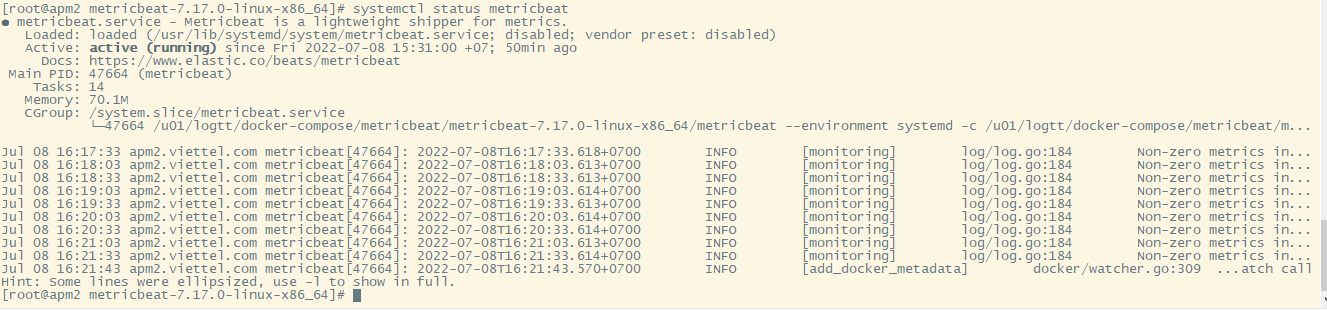 [root@apm2 metricbeat-7.17.0-linux-x86_64]# systemctl status metricbeat
● metricbeat.service - Metricbeat is a lightweight shipper for metrics.
   Loaded: loaded (/usr/lib/systemd/system/metricbeat.service; disabled; vendor preset: disabled)
   Active: active (running) since Fri 2022-07-08 15:31:00 +07; 50min ago
     Docs: https://www.elastic.co/beats/metricbeat
 Main PID: 47664 (metricbeat)
    Tasks: 14
   Memory: 70.1M
   CGroup: /system.slice/metricbeat.service
           └─47664 /u01/logtt/docker-compose/metricbeat/metricbeat-7.17.0-linux-x86_64/metricbeat --environment systemd -c /u01/logtt/docker-compose/metricbeat/m...
Jul 08 16:17:33 apm2.viettel.com metricbeat[47664]: 2022-07-08T16:17:33.618+0700        INFO        [monitoring]        log/log.go:184        Non-zero metrics in...
Jul 08 16:18:03 apm2.viettel.com metricbeat[47664]: 2022-07-08T16:18:03.613+0700        INFO        [monitoring]        log/log.go:184        Non-zero metrics in...
Jul 08 16:18:33 apm2.viettel.com metricbeat[47664]: 2022-07-08T16:18:33.613+0700        INFO        [monitoring]        log/log.go:184        Non-zero metrics in...
Jul 08 16:19:03 apm2.viettel.com metricbeat[47664]: 2022-07-08T16:19:03.614+0700        INFO        [monitoring]        log/log.go:184        Non-zero metrics in...
Jul 08 16:19:33 apm2.viettel.com metricbeat[47664]: 2022-07-08T16:19:33.613+0700        INFO        [monitoring]        log/log.go:184        Non-zero metrics in...
Jul 08 16:20:03 apm2.viettel.com metricbeat[47664]: 2022-07-08T16:20:03.614+0700        INFO        [monitoring]        log/log.go:184        Non-zero metrics in...
Jul 08 16:20:33 apm2.viettel.com metricbeat[47664]: 2022-07-08T16:20:33.614+0700        INFO        [monitoring]        log/log.go:184        Non-zero metrics in...
Jul 08 16:21:03 apm2.viettel.com metricbeat[47664]: 2022-07-08T16:21:03.613+0700        INFO        [monitoring]        log/log.go:184        Non-zero metrics in...
Jul 08 16:21:33 apm2.viettel.com metricbeat[47664]: 2022-07-08T16:21:33.614+0700        INFO        [monitoring]        log/log.go:184        Non-zero metrics in...
Jul 08 16:21:43 apm2.viettel.com metricbeat[47664]: 2022-07-08T16:21:43.570+0700        INFO        [add_docker_metadata]        docker/watcher.go:309  ...atch call
Hint: Some lines were ellipsized, use -l to show in full.
[root@apm2 metricbeat-7.17.0-linux-x86_64]#